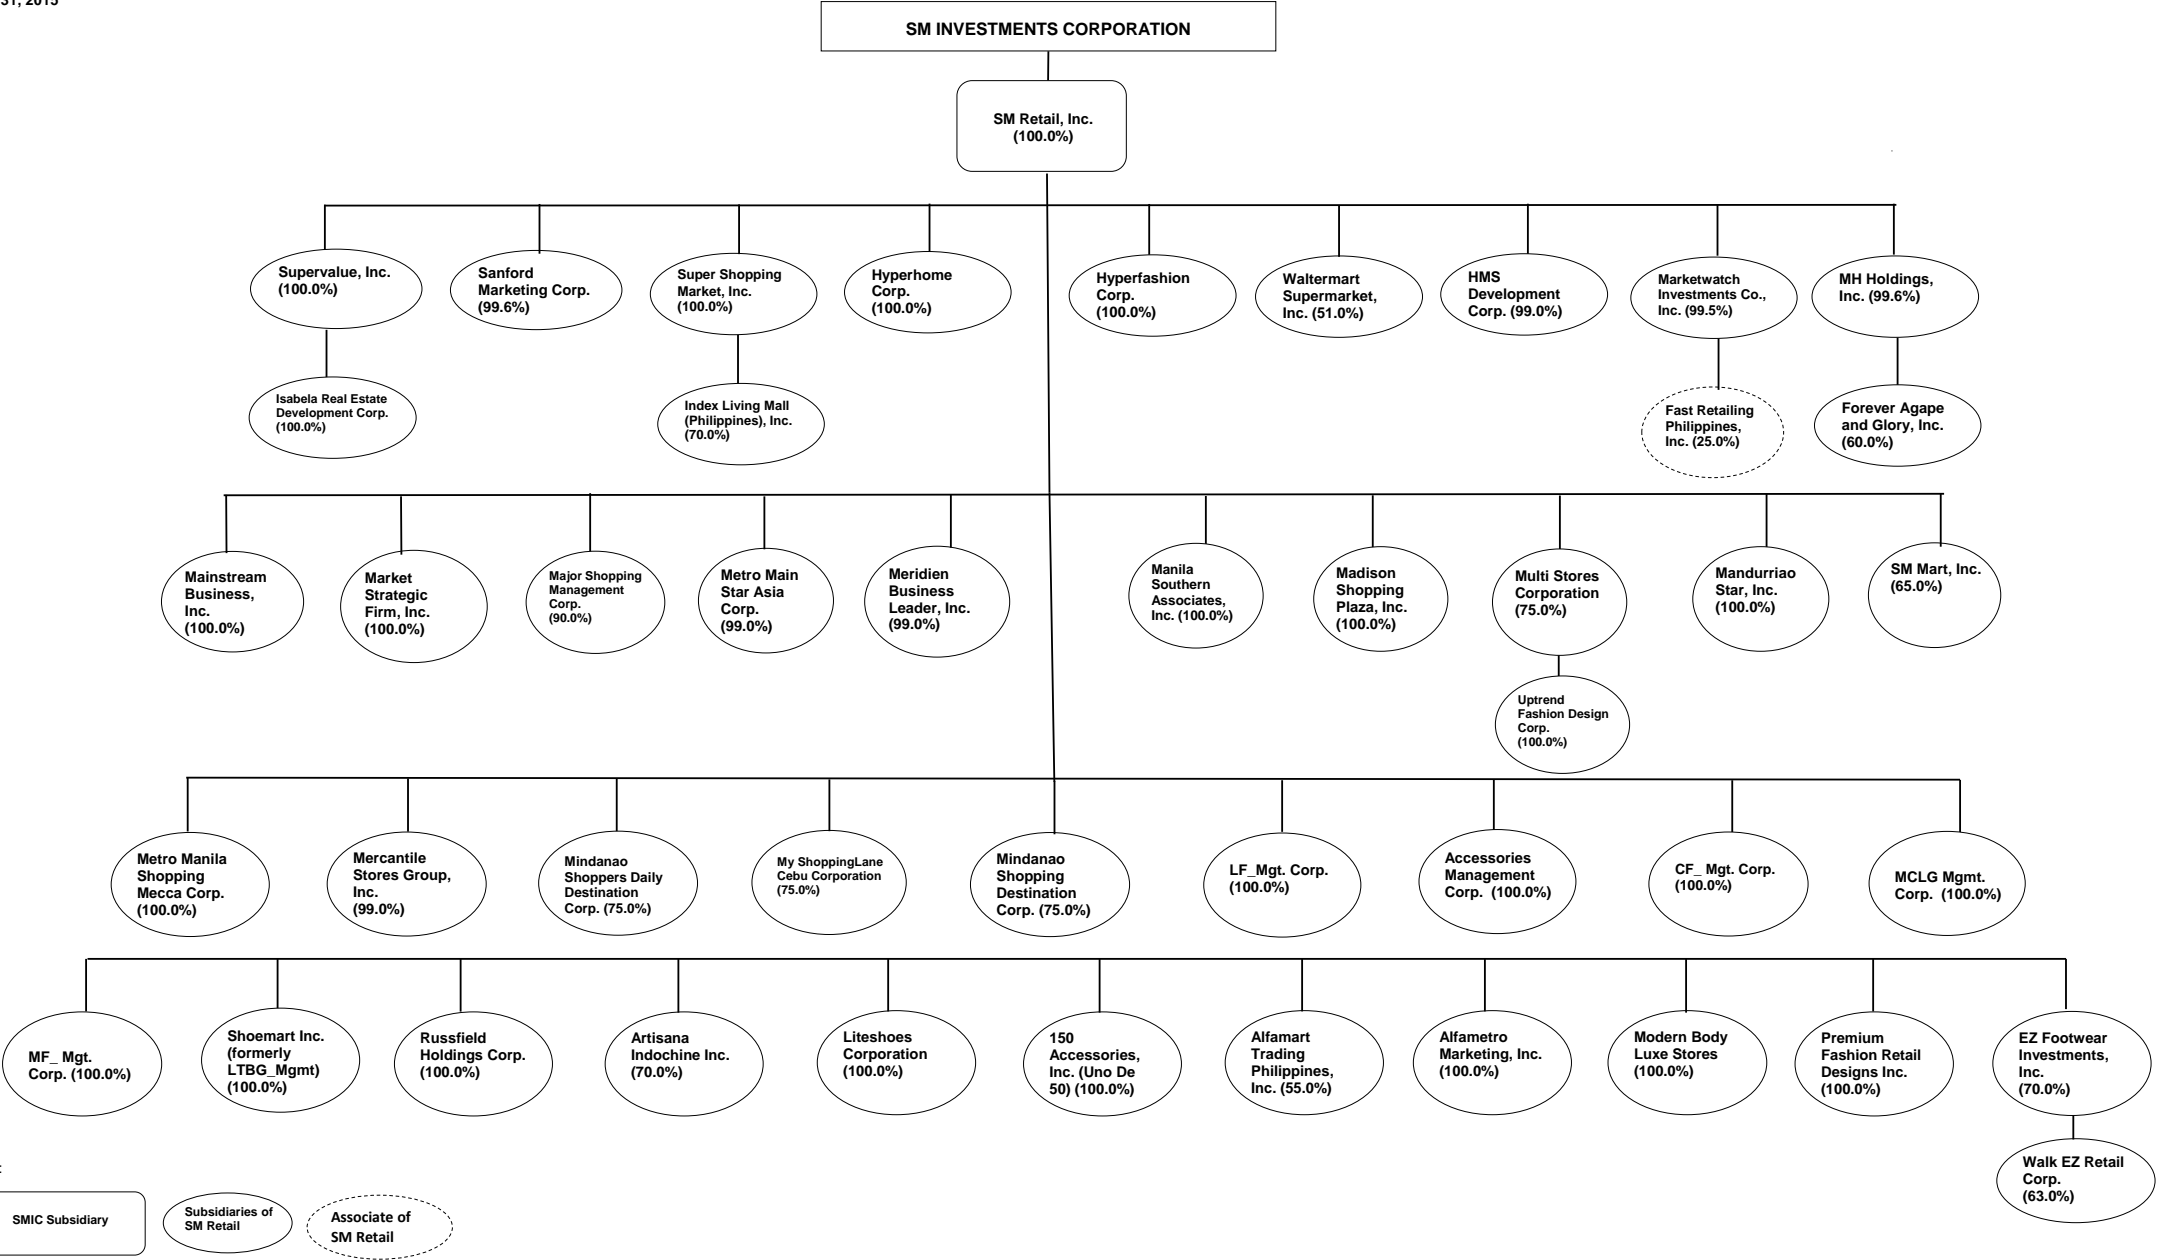 31, 2015
SM INVESTMENTS CORPORATION
SM Retail, Inc.
(100.0%)
Supervalue, Inc.
(100.0%)
Sanford
Marketing Corp.
(99.6%)
Super Shopping
Market, Inc.
(100.0%)
Hyperhome
Corp.
(100.0%)
Hyperfashion
Corp.
(100.0%)
Waltermart
Supermarket,
Inc. (51.0%)
HMS
Development
Corp. (99.0%)
Marketwatch
Investments Co.,
Inc. (99.5%)
MH Holdings,
Inc. (99.6%)
Isabela Real Estate
Development Corp.
(100.0%)
Index Living Mall
(Philippines), Inc.
(70.0%)
Fast Retailing
Philippines,
Inc. (25.0%)
Forever Agape
and Glory, Inc.
(60.0%)
Mainstream
Business,
Inc.
(100.0%)
Market
Strategic
Firm, Inc.
(100.0%)
Major Shopping
Management
Corp.
(90.0%)
Metro Main
Star Asia
Corp.
(99.0%)
Meridien
Business
Leader, Inc.
(99.0%)
Manila
Southern
Associates,
Inc. (100.0%)
Madison
Shopping
Plaza, Inc.
(100.0%)
Multi Stores
Corporation
(75.0%)
Mandurriao
Star, Inc.
(100.0%)
SM Mart, Inc.
(65.0%)
Uptrend
Fashion Design
Corp.
(100.0%)
Metro Manila
Shopping
Mecca Corp.
(100.0%)
Mercantile
Stores Group,
Inc.
(99.0%)
Mindanao
Shoppers Daily
Destination
Corp. (75.0%)
My ShoppingLane
Cebu Corporation
(75.0%)
Mindanao
Shopping
Destination
Corp. (75.0%)
LF_Mgt. Corp.
(100.0%)
Accessories
Management
Corp. (100.0%)
CF_ Mgt. Corp.
(100.0%)
MCLG Mgmt.
Corp. (100.0%)
MF_ Mgt.
Corp. (100.0%)
Shoemart Inc.
(formerly
LTBG_Mgmt)
(100.0%)
Russfield
Holdings Corp.
(100.0%)
Artisana
Indochine Inc.
(70.0%)
Liteshoes
Corporation
(100.0%)
150
Accessories,
Inc. (Uno De
50) (100.0%)
Alfamart
Trading
Philippines,
Inc. (55.0%)
Alfametro
Marketing, Inc.
(100.0%)
Modern Body
Luxe Stores
(100.0%)
Premium
Fashion Retail
Designs Inc.
(100.0%)
EZ Footwear
Investments,
Inc.
(70.0%)
Walk EZ Retail
Corp.
(63.0%)
:
SMIC Subsidiary
Subsidiaries of
SM Retail
Associate of
SM Retail